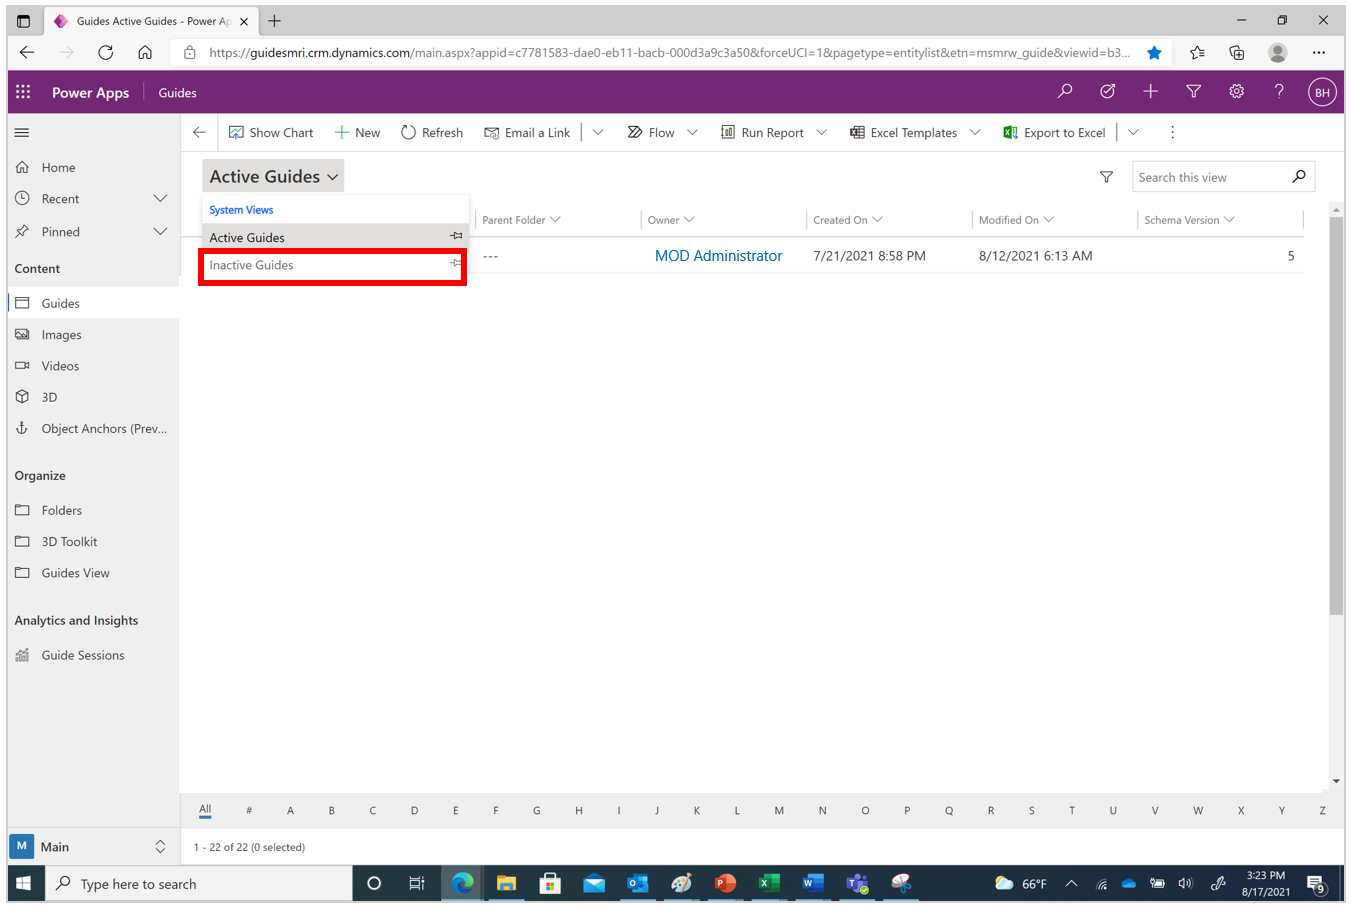 Guides Active Guides - Power Ap
https://guidesmri.crm.dynamics.com/main.aspx?appid=c7781583-dae0-eb11-bacb-000d3a9c3a50&forceUCI=1&pagetype=entitylist&etn=msmrw_guide&viewid=b3...
Power Apps Guides BH
Show Chart New Refresh Email a Link Flow Run Report Excel Templates Export to Excel
Home
Recent
Pinned
Content
Guides
Images
Videos
3D
Object Anchors (Prev...
Organize
Folders
3D Toolkit
Guides View
Analytics and Insights
Guide Sessions
M Main
Active Guides
Search this view
System Views
Active Guides
Inactive Guides
Parent Folder Owner Created On Modified On Schema Version
--- MOD Administrator 7/21/2021 8:58 PM 8/12/2021 6:13 AM 5
All # A B C D E F G H I J K L M N O P Q R S T U V W X Y Z
1 - 22 of 22 (0 selected)
Type here to search
66°F
3:23 PM
8/17/2021
9